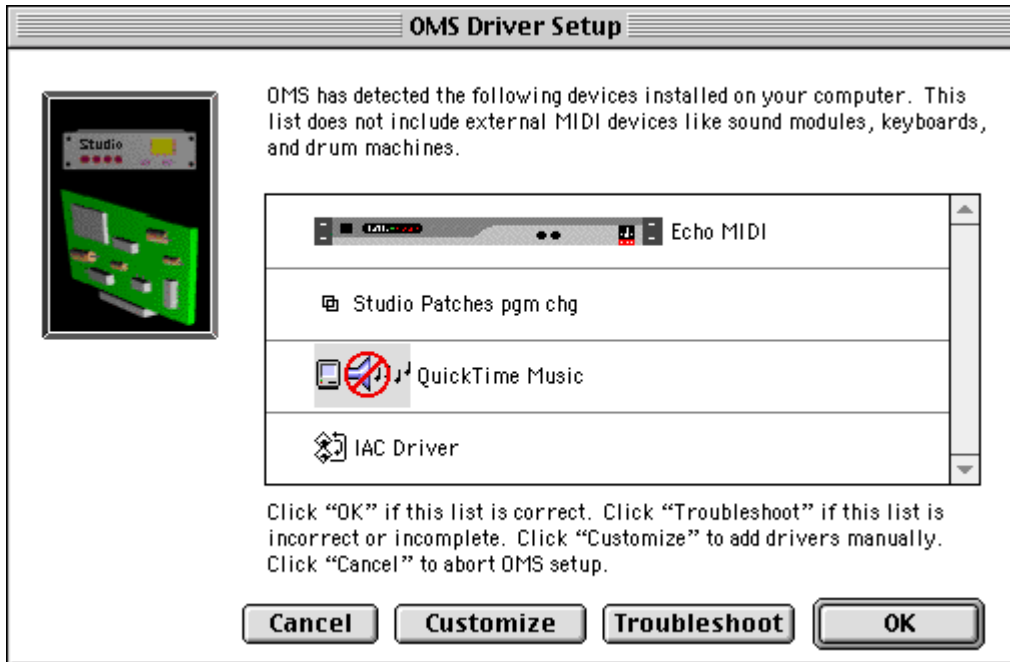 OMS Driver Setup
Studio
OMS has detected the following devices installed on your computer. This
list does not include external MIDI devices like sound modules, keyboards,
and drum machines.
Echo MIDI
Studio Patches pgm chg
QuickTime Music
IAC Driver
Click “OK” if this list is correct. Click “Troubleshoot” if this list is
incorrect or incomplete. Click “Customize” to add drivers manually.
Click “Cancel” to abort OMS setup.
Cancel
Customize
Troubleshoot
OK